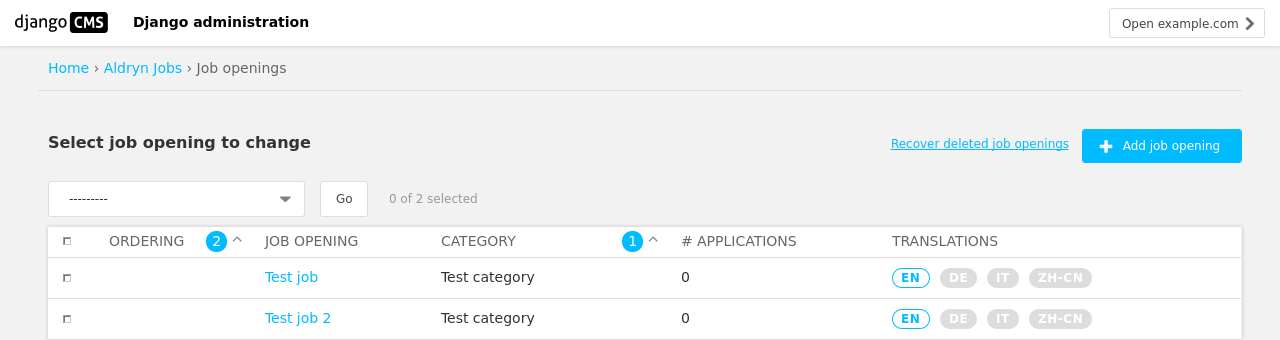 django CMS Django administration Open example.com
Home › Aldryn Jobs › Job openings
Select job opening to change Recover deleted job openings Add job opening
--------- Go 0 of 2 selected
ORDERING 2 JOB OPENING CATEGORY 1 # APPLICATIONS TRANSLATIONS
Test job Test category 0 EN DE IT ZH-CN
Test job 2 Test category 0 EN DE IT ZH-CN